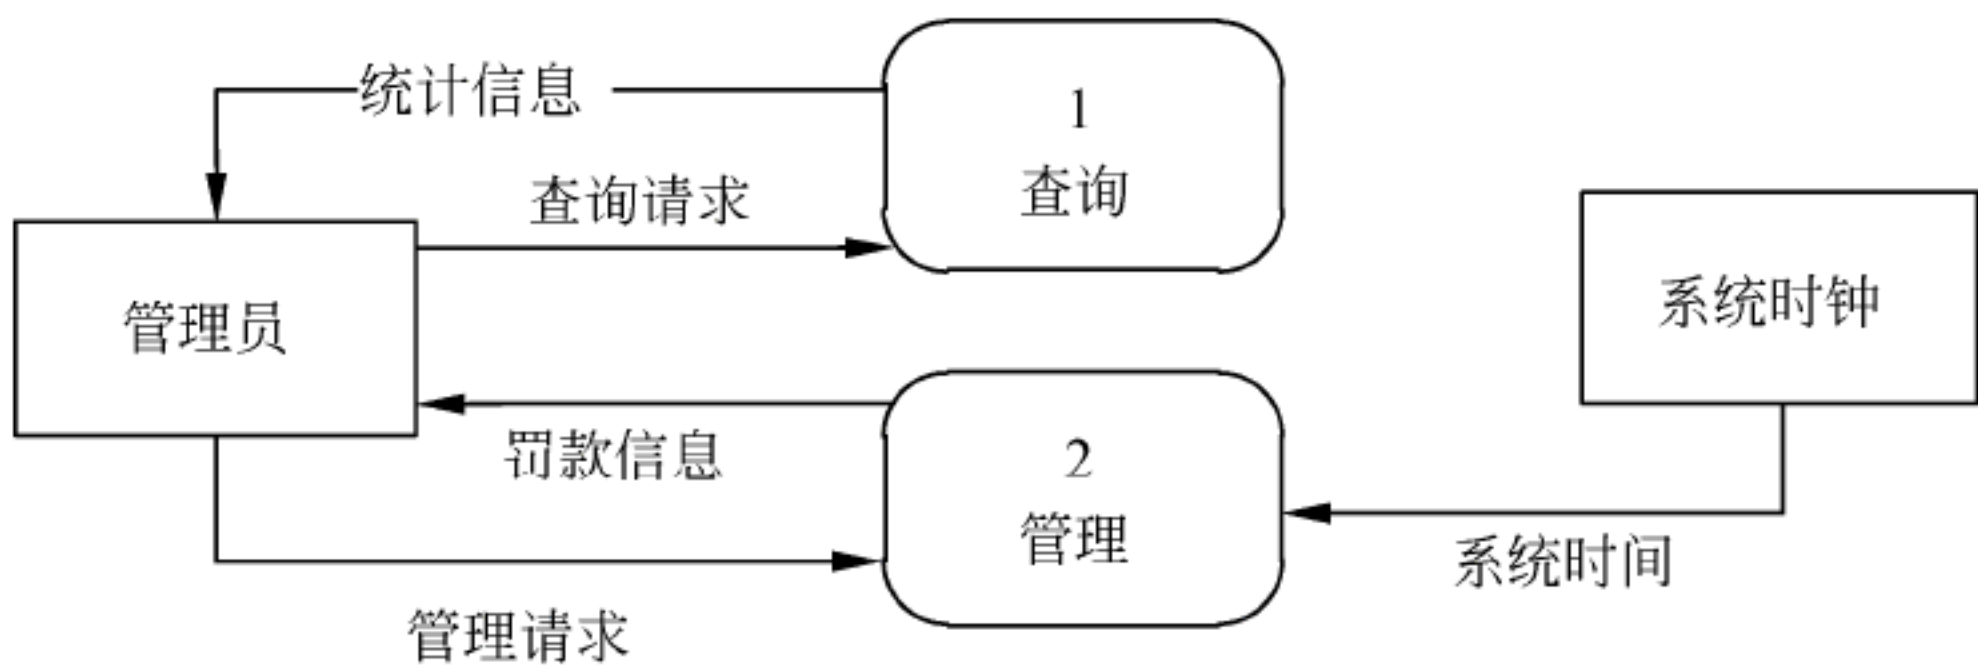 统计信息
1
查询
查询请求
管理员
系统时钟
罚款信息
2
管理
系统时间
管理请求